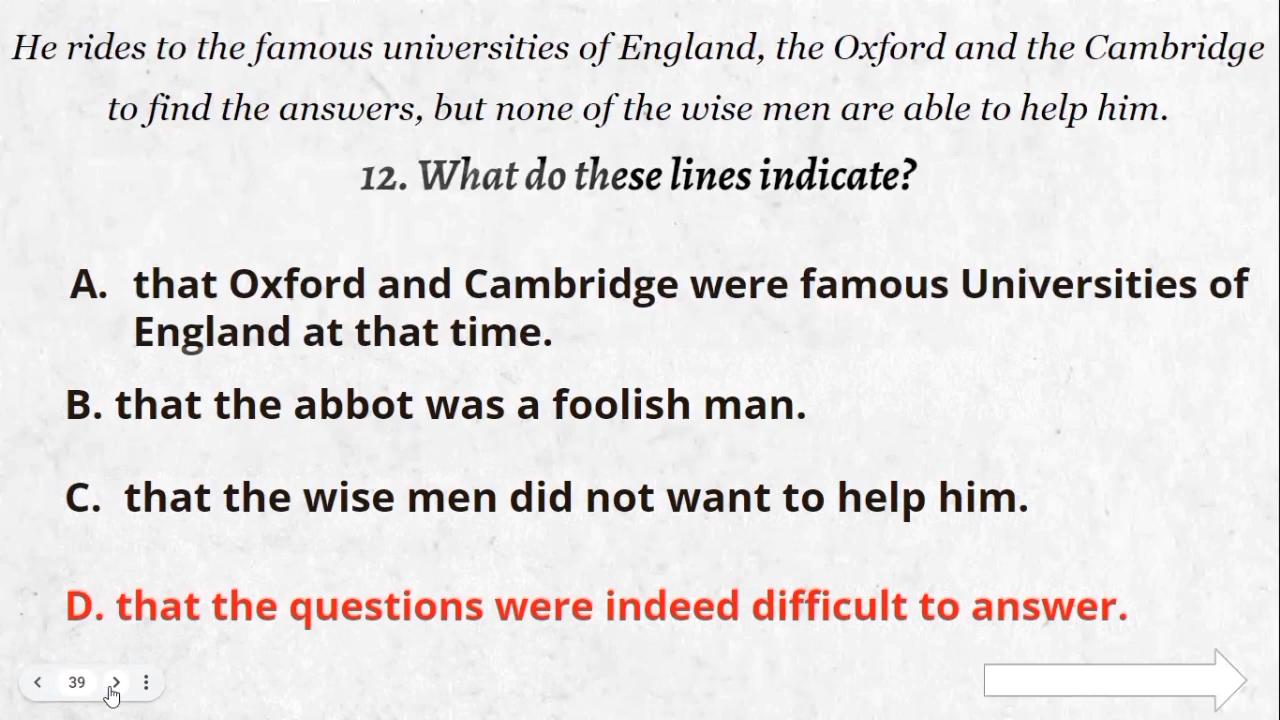 He rides to the famous universities of England, the Oxford and the Cambridge
to find the answers, but none of the wise men are able to help him.
12. What do these lines indicate?
A. that Oxford and Cambridge were famous Universities of
England at that time.
B. that the abbot was a foolish man.
C. that the wise men did not want to help him.
D. that the questions were indeed difficult to answer.
39